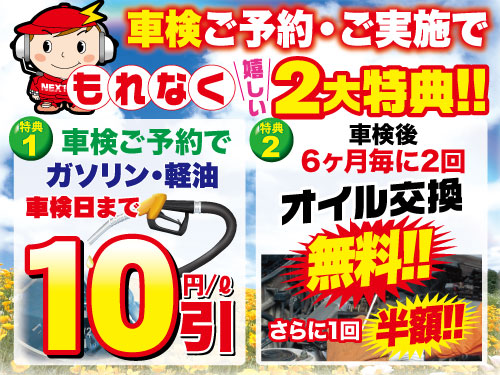 車検ご予約・ご実施で
NEXT
もれなく
嬉しい
2大特典!!
特典1
車検ご予約で
ガソリン・軽油
車検日まで
10円/ℓ引
特典2
車検後
6ヶ月毎に2回
オイル交換
無料!!
さらに1回
半額!!